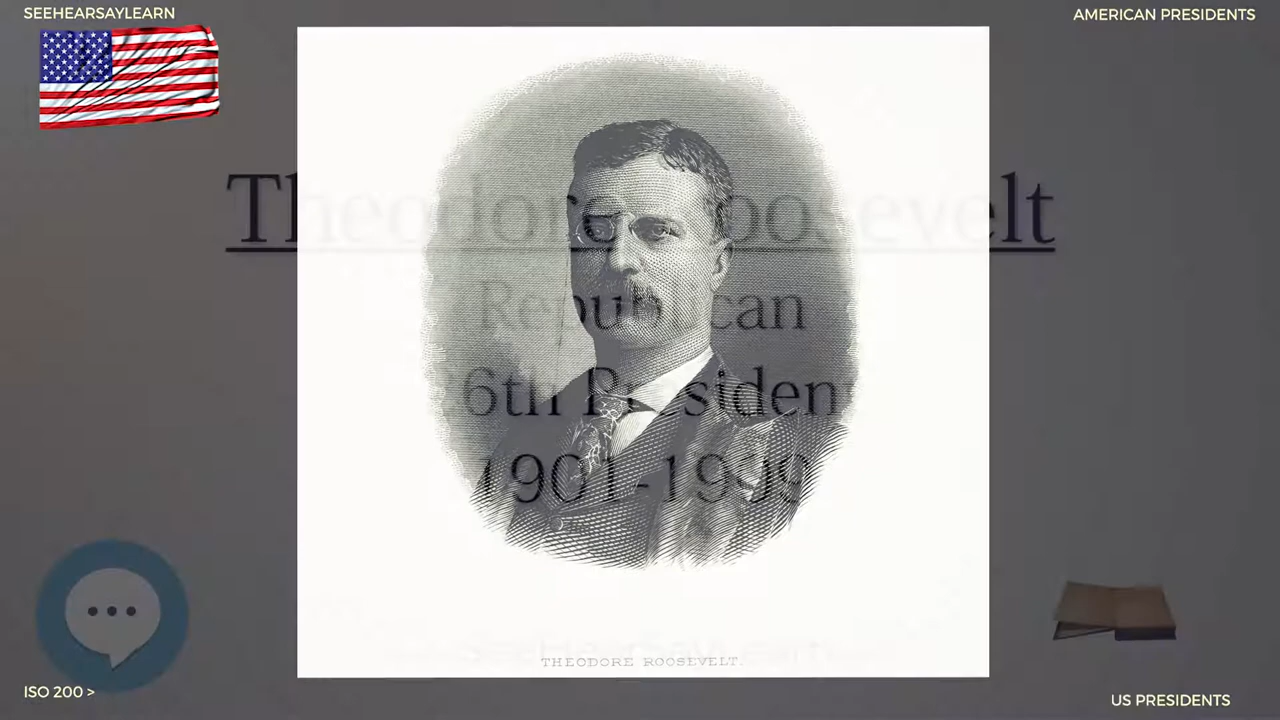 SEEHEARSAYLEARN
AMERICAN PRESIDENTS
Theodore Roosevelt
Republican
26th President
1901-1909
THEODORE ROOSEVELT.
ISO 200 >
US PRESIDENTS